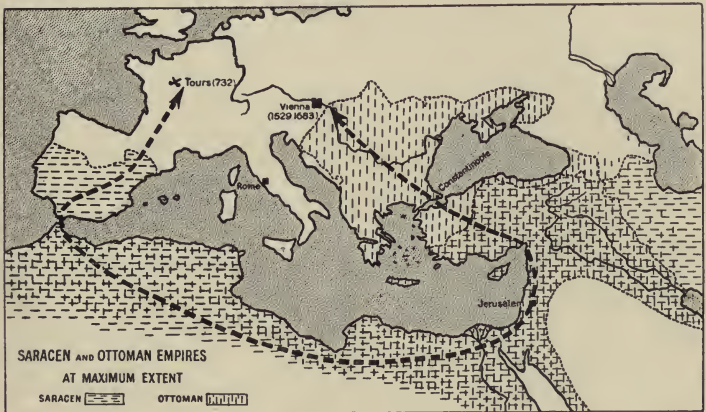 Tours (732)
Vienna
(1529 1683)
Constantinople
Rome
Jerusalem
SARACEN AND OTTOMAN EMPIRES
AT MAXIMUM EXTENT
SARACEN OTTOMAN